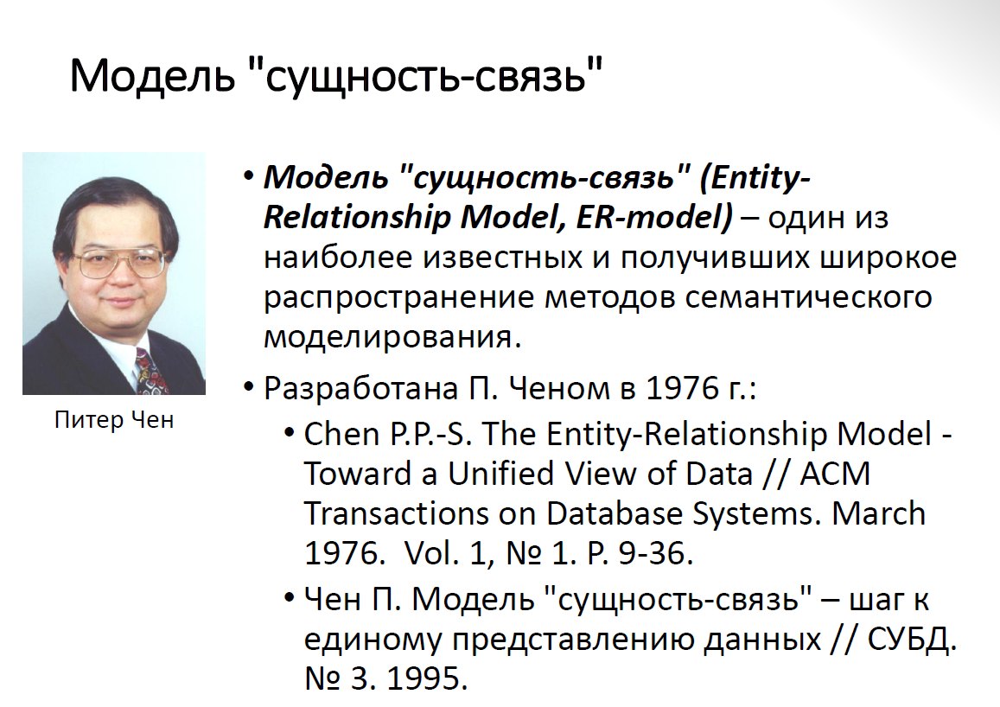 Модель "сущность-связь"
• Модель "сущность-связь" (Entity-
Relationship Model, ER-model) – один из
наиболее известных и получивших широкое
распространение методов семантического
моделирования.
• Разработана П. Ченом в 1976 г.:
• Chen P.P.-S. The Entity-Relationship Model -
Toward a Unified View of Data // ACM
Transactions on Database Systems. March
1976.  Vol. 1, № 1. P. 9-36.
• Чен П. Модель "сущность-связь" – шаг к
единому представлению данных // СУБД.
№ 3. 1995.
Питер Чен